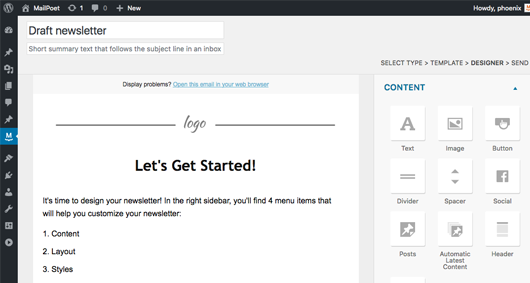 MailPoet 1 0 + New Howdy, phoenix
Draft newsletter
Short summary text that follows the subject line in an inbox
SELECT TYPE > TEMPLATE > DESIGNER > SEND
Display problems? Open this email in your web browser
logo
Let's Get Started!
It's time to design your newsletter! In the right sidebar, you'll find 4 menu items that
will help you customize your newsletter:
1. Content
2. Layout
3. Styles
CONTENT
Text Image Button
Divider Spacer Social
Posts Automatic Latest Content Header